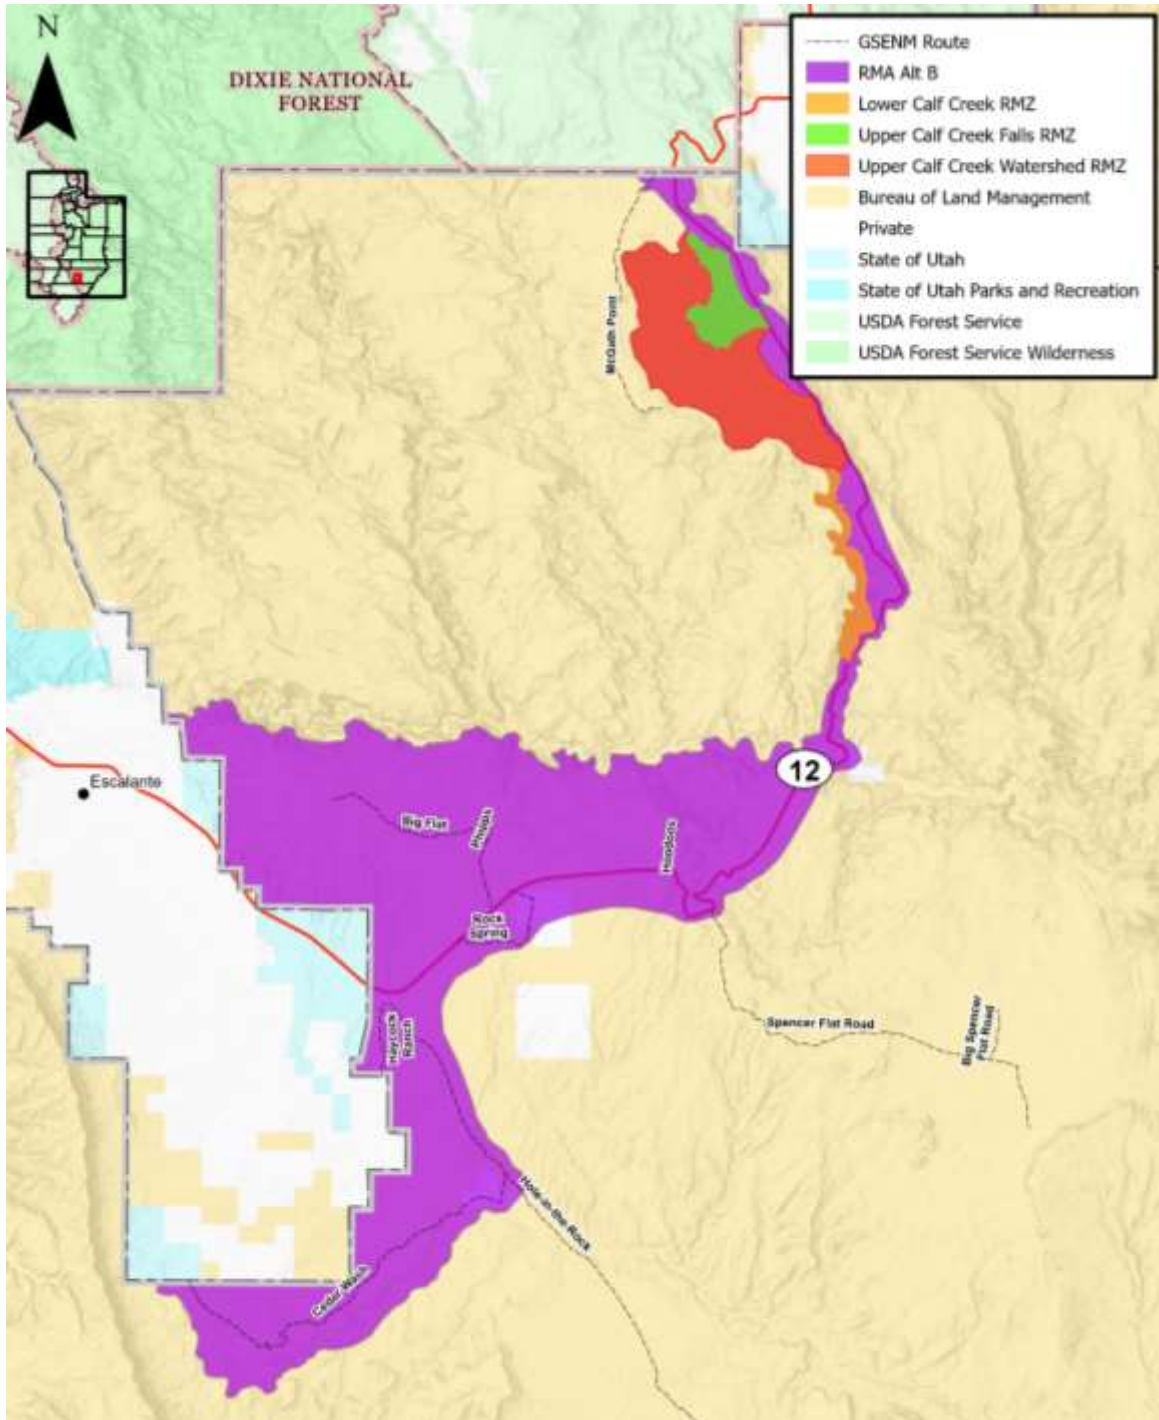 N
DIXIE NATIONAL
FOREST
GSENM Route
RMA Alt B
Lower Calf Creek RMZ
Upper Calf Creek Falls RMZ
Upper Calf Creek Watershed RMZ
Bureau of Land Management
Private
State of Utah
State of Utah Parks and Recreation
USDA Forest Service
USDA Forest Service Wilderness
McGath Point
12
Escalante
Big Flat
Phipps
Hoodoos
Rock
Spring
Haycock
Ranch
Spencer Flat Road
Big Spencer
Flat Road
Hole-in-the-Rock
Cedar Wash